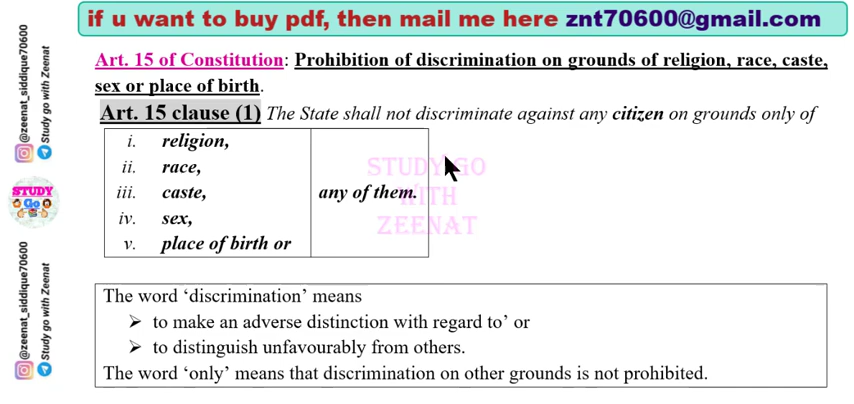 if u want to buy pdf, then mail me here znt70600@gmail.com
Art. 15 of Constitution: Prohibition of discrimination on grounds of religion, race, caste,
sex or place of birth.
Art. 15 clause (1) The State shall not discriminate against any citizen on grounds only of
i. religion,
ii. race,
iii. caste,
iv. sex,
v. place of birth or
any of them.
STUDY GO
WITH
ZEENAT
The word ‘discrimination’ means
➢ to make an adverse distinction with regard to’ or
➢ to distinguish unfavourably from others.
The word ‘only’ means that discrimination on other grounds is not prohibited.
@zeenat_siddique70600
Study go with Zeenat
STUDY
Go
@zeenat_siddique70600
Study go with Zeenat